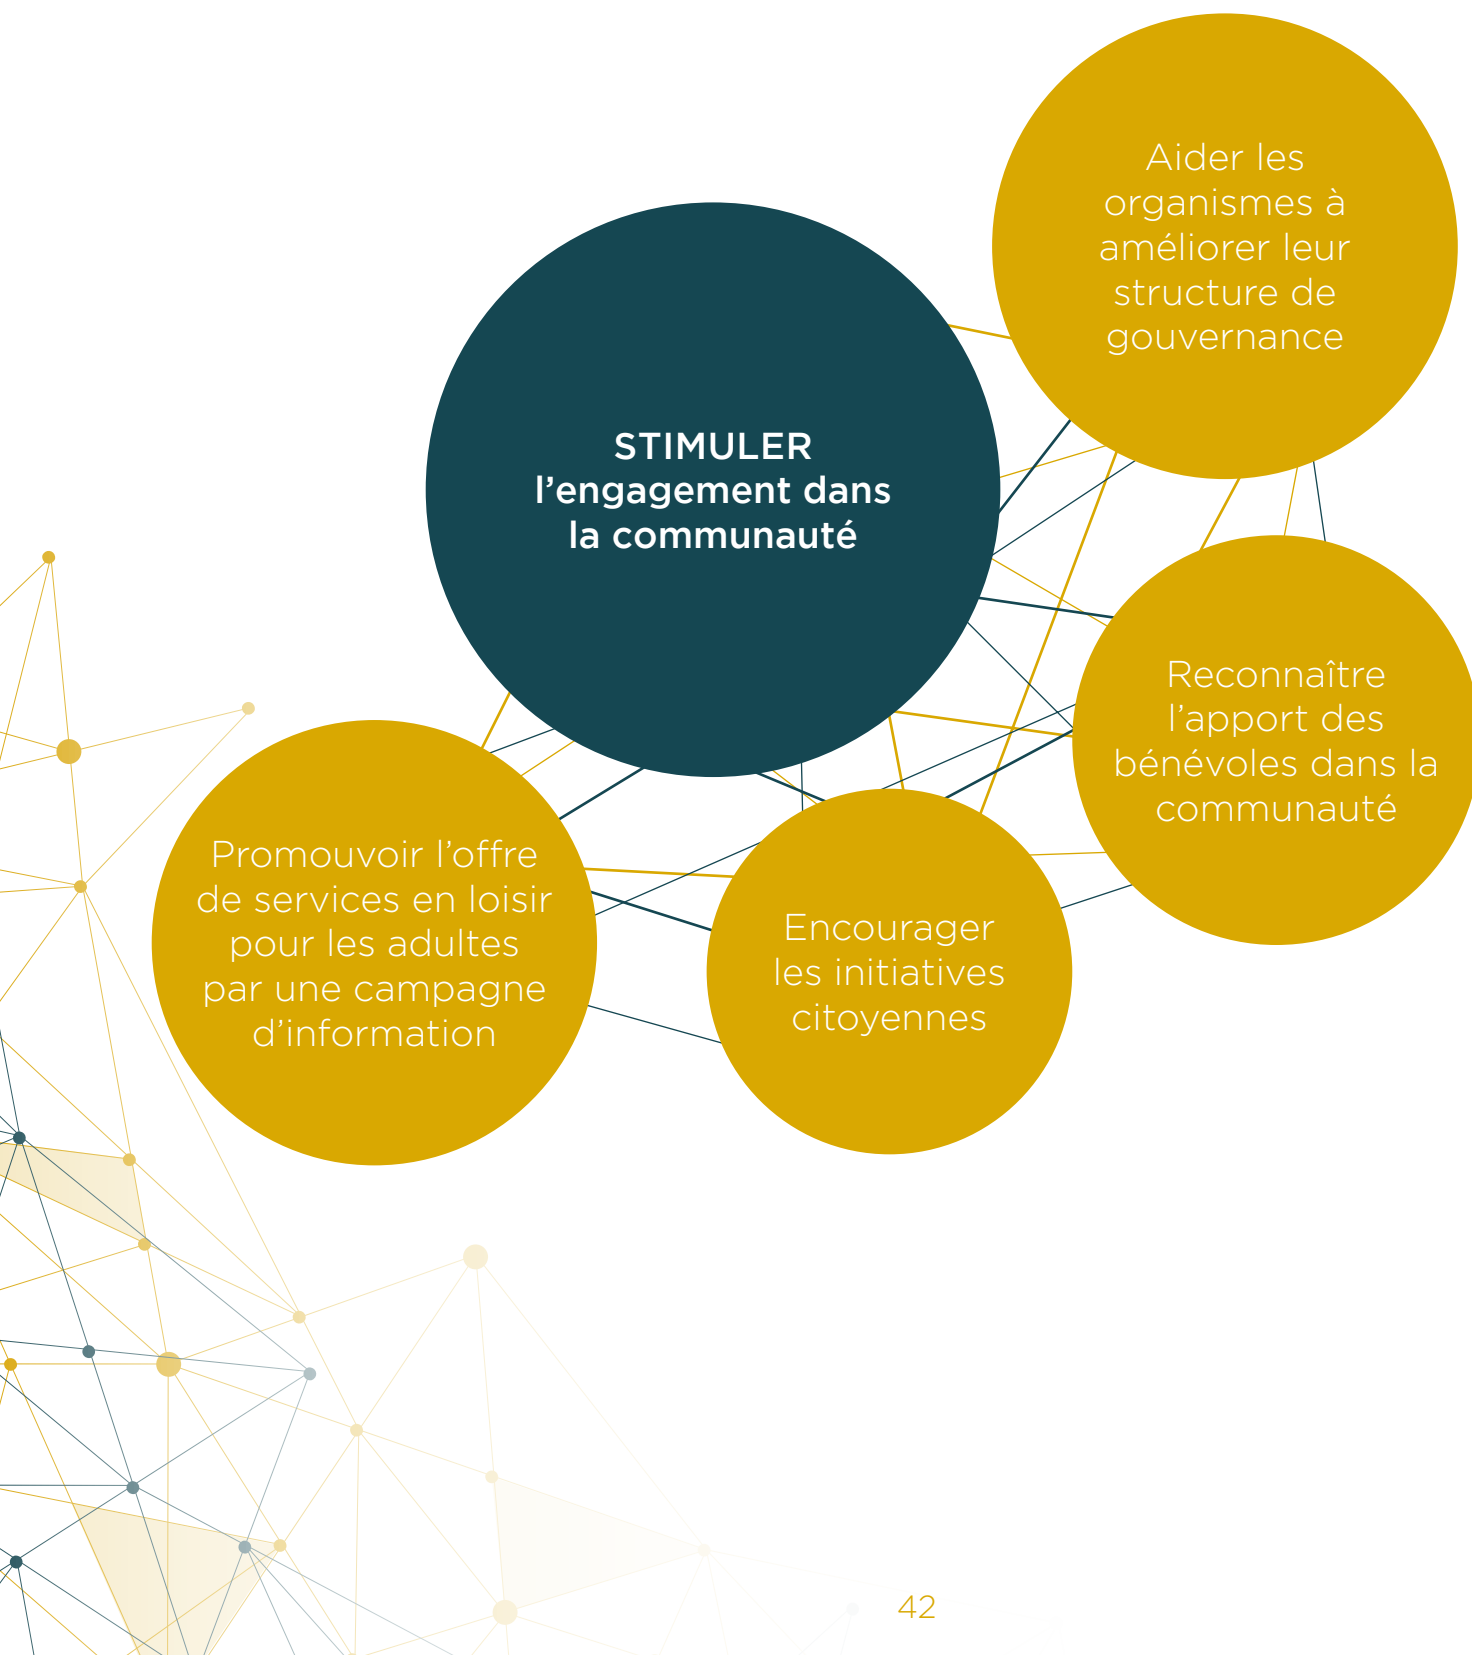 Aider les
organismes à
améliorer leur
structure de
gouvernance
STIMULER
l’engagement dans
la communauté
Reconnaître
l’apport des
bénévoles dans la
communauté
Promouvoir l’offre
de services en loisir
pour les adultes
par une campagne
d’information
Encourager
les initiatives
citoyennes
42